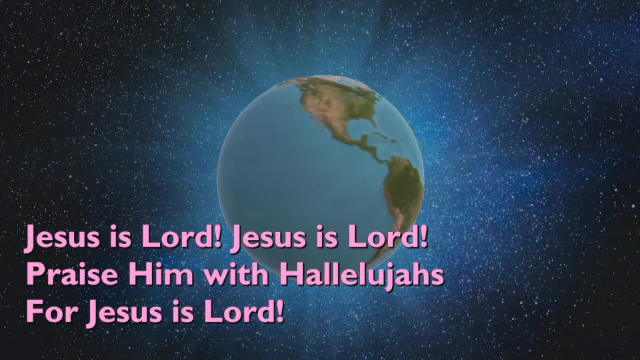 Jesus is Lord! Jesus is Lord!
Praise Him with Hallelujahs
For Jesus is Lord!